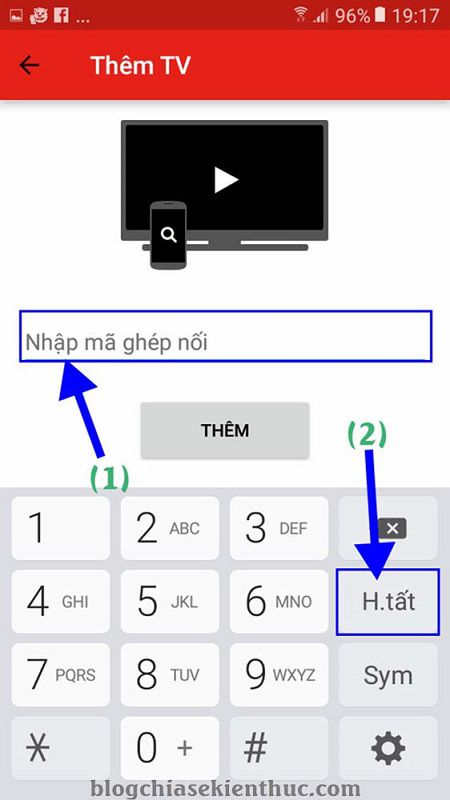 ... 96% 19:17
Thêm TV
Nhập mã ghép nối
THÊM
(1)
(2)
1 2 ABC 3 DEF
4 GHI 5 JKL 6 MNO H.tất
7 PQRS 8 TUV 9 WXYZ Sym
* 0 + #
blogchiasekienthuc.com